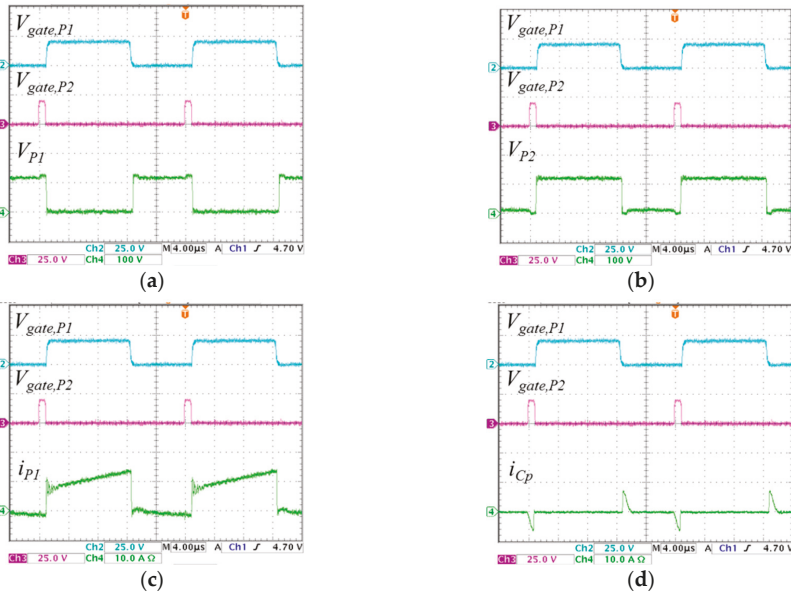 V_gate,P1
V_gate,P2
V_P1
T
2
3
4
Ch2 25.0 V M 4.00μs A Ch1 ʃ 4.70 V
Ch3 25.0 V Ch4 100 V
(a)
V_gate,P1
V_gate,P2
V_P2
T
2
3
4
Ch2 25.0 V M 4.00μs A Ch1 ʃ 4.70 V
Ch3 25.0 V Ch4 100 V
(b)
V_gate,P1
V_gate,P2
i_P1
T
2
3
4
Ch2 25.0 V M 4.00μs A Ch1 ʃ 4.70 V
Ch3 25.0 V Ch4 10.0 A Ω
(c)
V_gate,P1
V_gate,P2
i_Cp
T
2
3
4
Ch2 25.0 V M 4.00μs A Ch1 ʃ 4.70 V
Ch3 25.0 V Ch4 10.0 A Ω
(d)